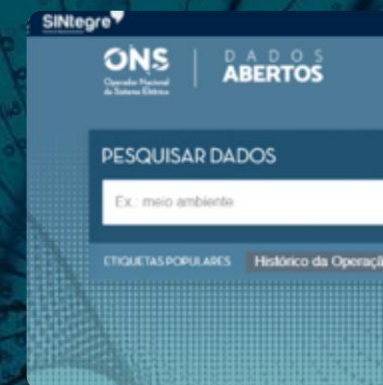 SINtegre
ONS
Operador Nacional
do Sistema Elétrico
DADOS
ABERTOS
PESQUISAR DADOS
Ex.: meio ambiente
ETIQUETAS POPULARES
Histórico da Operaçã